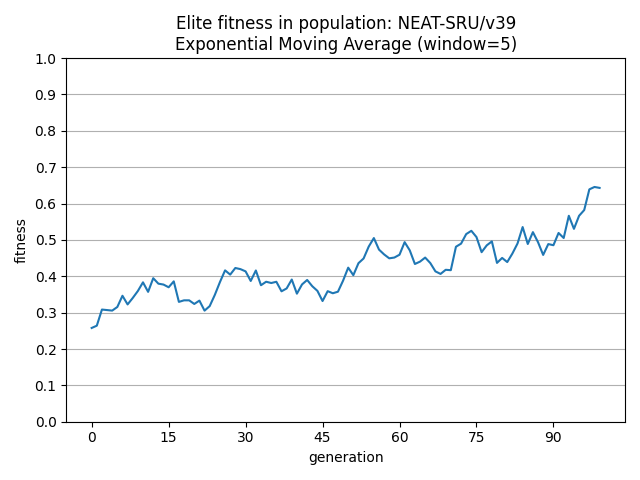 Elite fitness in population: NEAT-SRU/v39
Exponential Moving Average (window=5)
1.0
0.9
0.8
0.7
0.6
0.5
0.4
0.3
0.2
0.1
0.0
fitness
0 15 30 45 60 75 90
generation